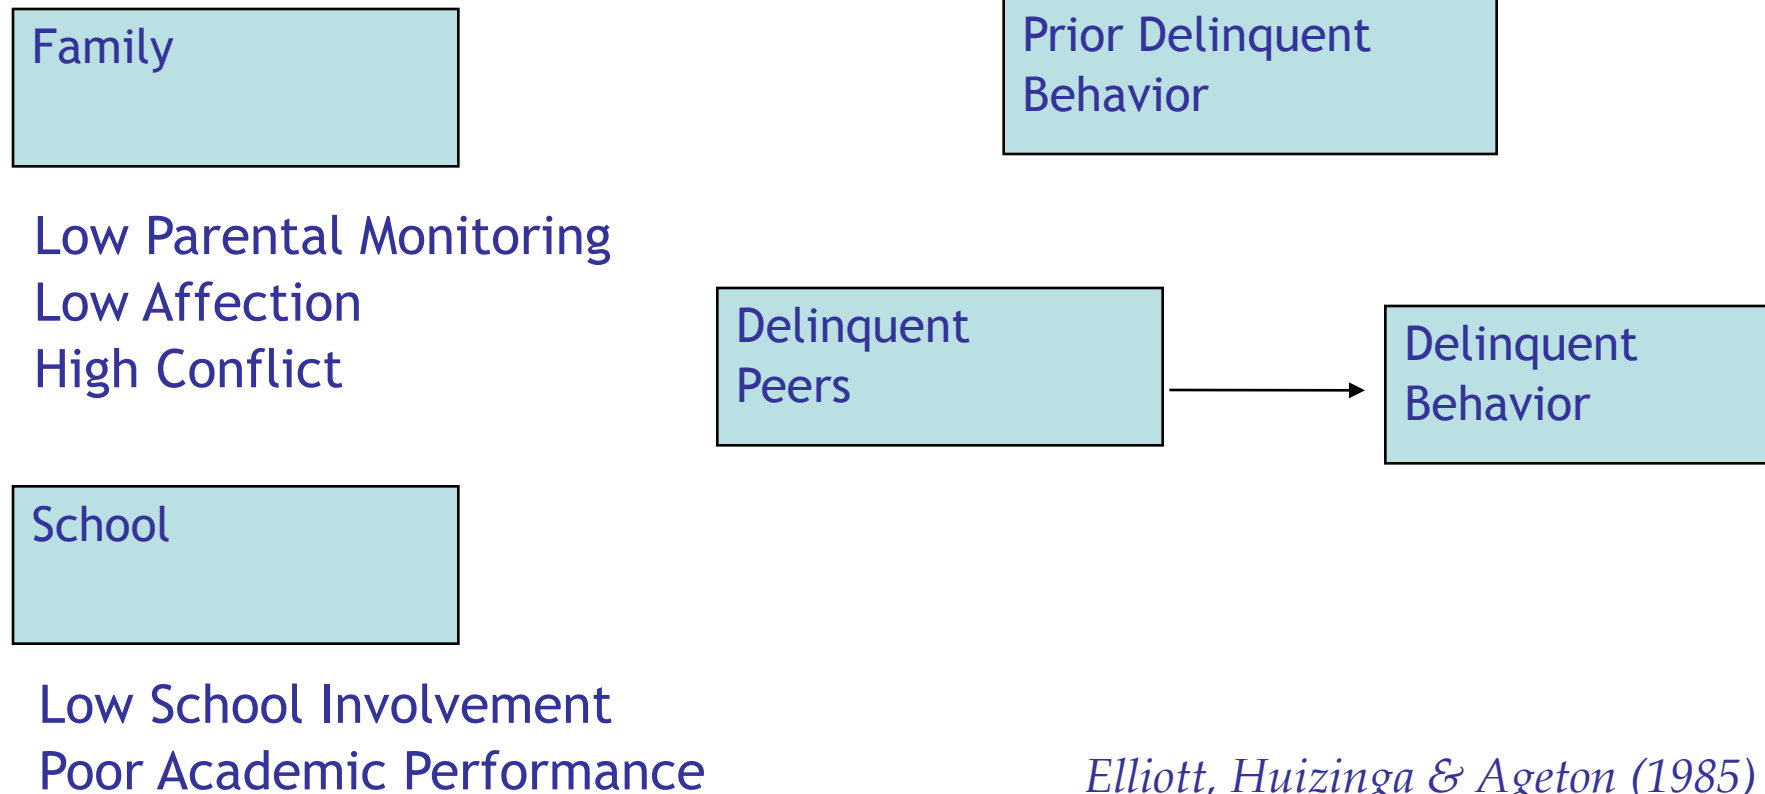 Family
Prior Delinquent
Behavior
Low Parental Monitoring
Low Affection
High Conflict
Delinquent
Peers
Delinquent
Behavior
School
Low School Involvement
Poor Academic Performance
Elliott, Huizinga & Ageton (1985)